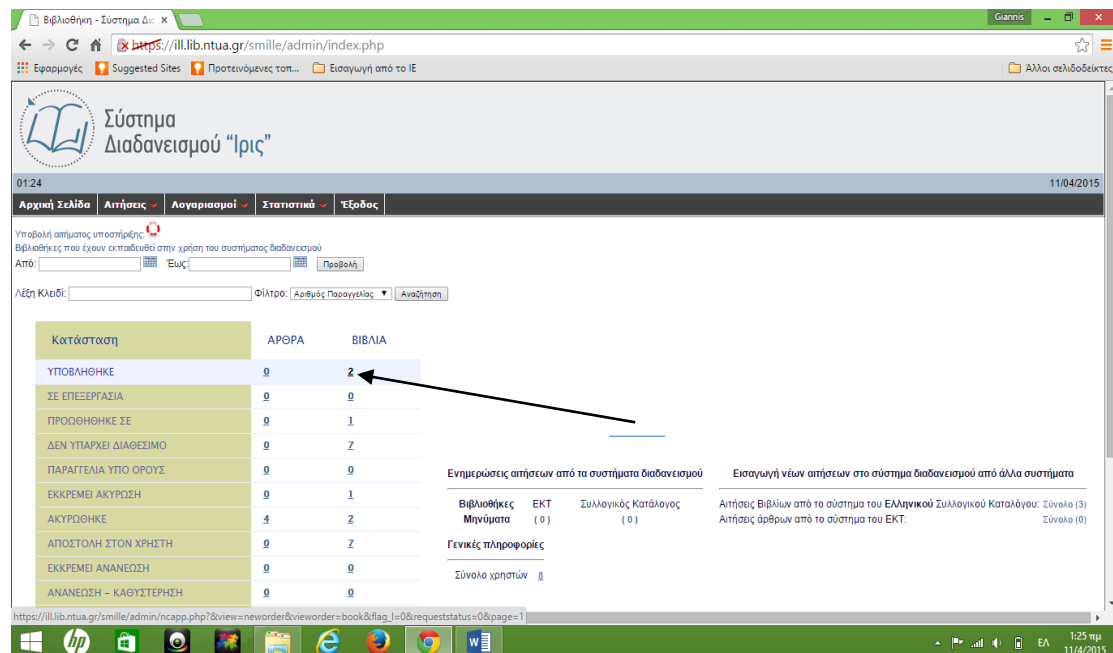 Βιβλιοθήκη - Σύστημα Δια
Giannis
https://ill.lib.ntua.gr/smille/admin/index.php
Εφαρμογές Suggested Sites Προτεινόμενες τοπ... Εισαγωγή από το IE Άλλοι σελιδοδείκτες
Σύστημα
Διαδανεισμού "Ιρις"
01:24 11/04/2015
Αρχική Σελίδα Αιτήσεις Λογαριασμοί Στατιστικά Έξοδος
Υποβολή αιτήματος υποστήριξης:
Βιβλιοθήκες που έχουν εκπαιδευθεί στην χρήση του συστήματος διαδανεισμού
Από: Έως: Προβολή
Λέξη Κλειδί: Φίλτρο: Αριθμός Παραγγελίας Αναζήτηση
Κατάσταση ΑΡΘΡΑ ΒΙΒΛΙΑ
ΥΠΟΒΛΗΘΗΚΕ 0 2
ΣΕ ΕΠΕΞΕΡΓΑΣΙΑ 0 0
ΠΡΟΩΘΗΘΗΚΕ ΣΕ 0 1
ΔΕΝ ΥΠΑΡΧΕΙ ΔΙΑΘΕΣΙΜΟ 0 7
ΠΑΡΑΓΓΕΛΙΑ ΥΠΟ ΟΡΟΥΣ 0 0
ΕΚΚΡΕΜΕΙ ΑΚΥΡΩΣΗ 0 1
ΑΚΥΡΩΘΗΚΕ 4 2
ΑΠΟΣΤΟΛΗ ΣΤΟΝ ΧΡΗΣΤΗ 0 7
ΕΚΚΡΕΜΕΙ ΑΝΑΝΕΩΣΗ 0 0
ΑΝΑΝΕΩΣΗ - ΚΑΘΥΣΤΕΡΗΣΗ 0 0
Ενημερώσεις αιτήσεων από τα συστήματα διαδανεισμού
Βιβλιοθήκες ΕΚΤ Συλλογικός Κατάλογος
Μηνύματα ( 0 ) ( 0 )
Γενικές πληροφορίες
Σύνολο χρηστών 8
Εισαγωγή νέων αιτήσεων στο σύστημα διαδανεισμού από άλλα συστήματα
Αιτήσεις Βιβλίων από το σύστημα του Ελληνικού Συλλογικού Καταλόγου: Σύνολο (3)
Αιτήσεις άρθρων από το σύστημα του ΕΚΤ: Σύνολο (0)
https://ill.lib.ntua.gr/smille/admin/ncapp.php?&view=neworder&vieworder=book&flag_l=0&requeststatus=0&page=1
hp
ΕΛ 1:25 πμ
11/4/2015